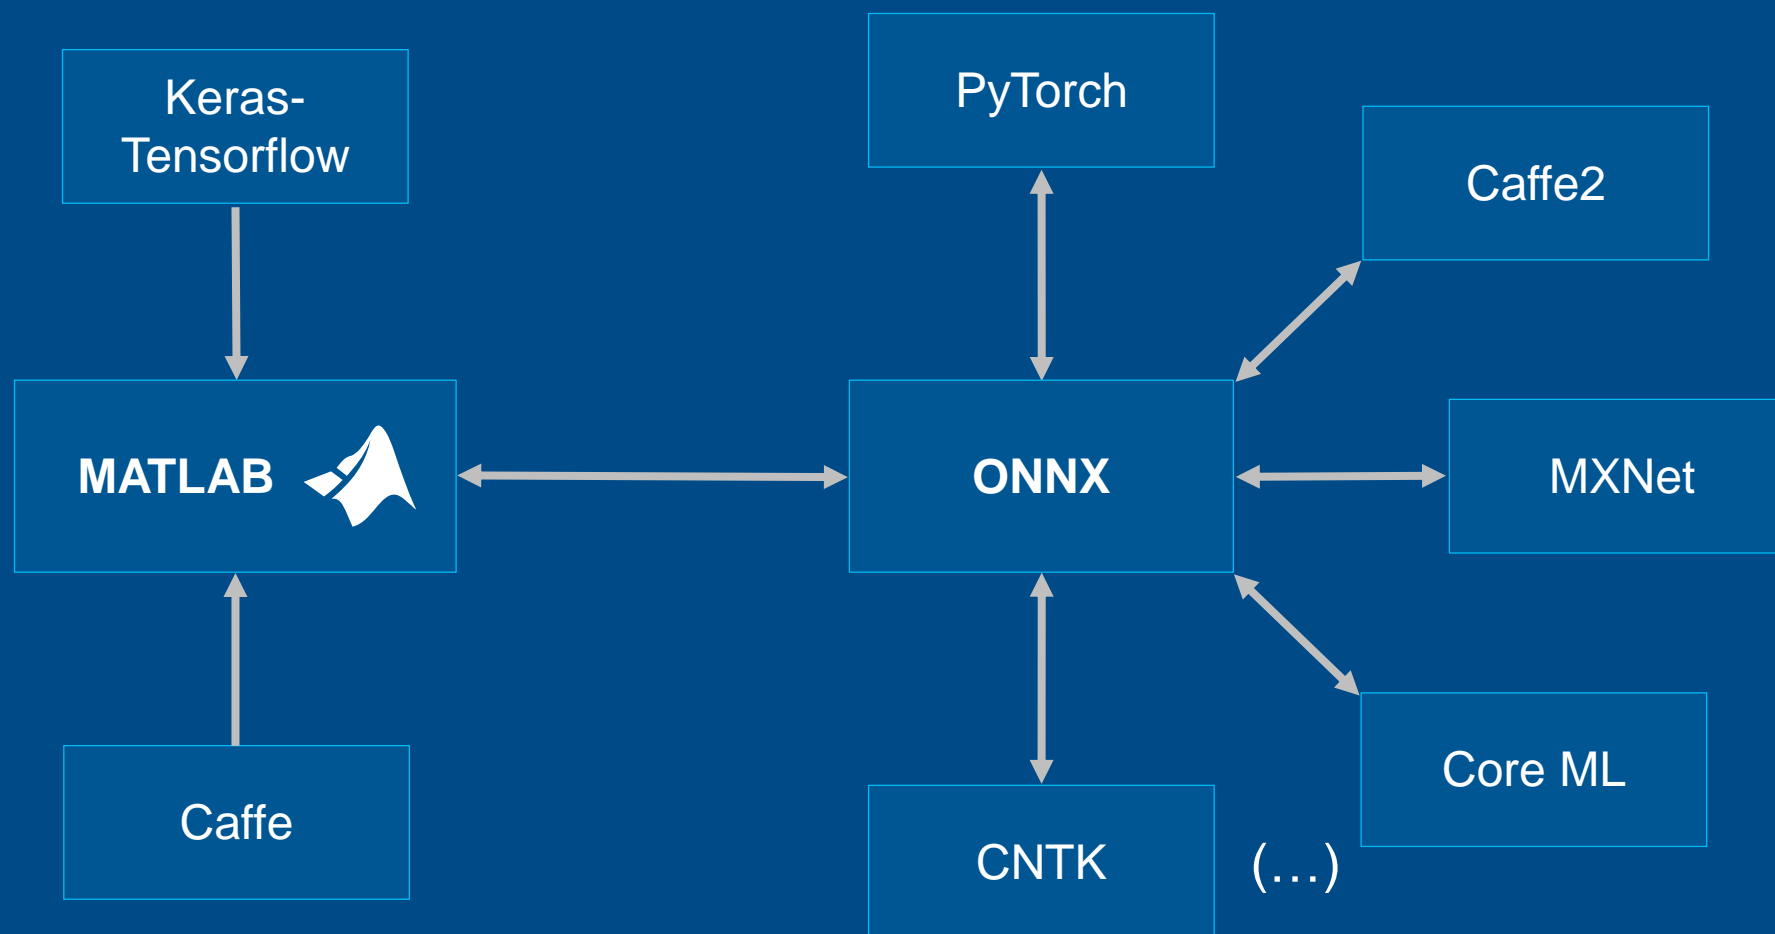 Keras-
Tensorflow
PyTorch
Caffe2
MATLAB
ONNX
MXNet
Core ML
Caffe
CNTK
(…)